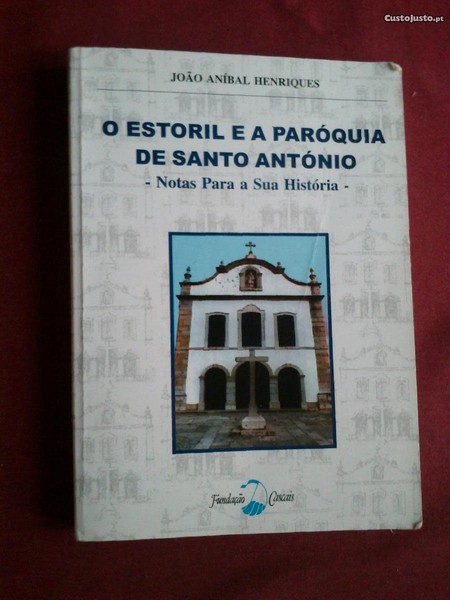 CustoJusto.pt
JOÃO ANÍBAL HENRIQUES
O ESTORIL E A PARÓQUIA
DE SANTO ANTÓNIO
- Notas Para a Sua História -
Fundação Cascais